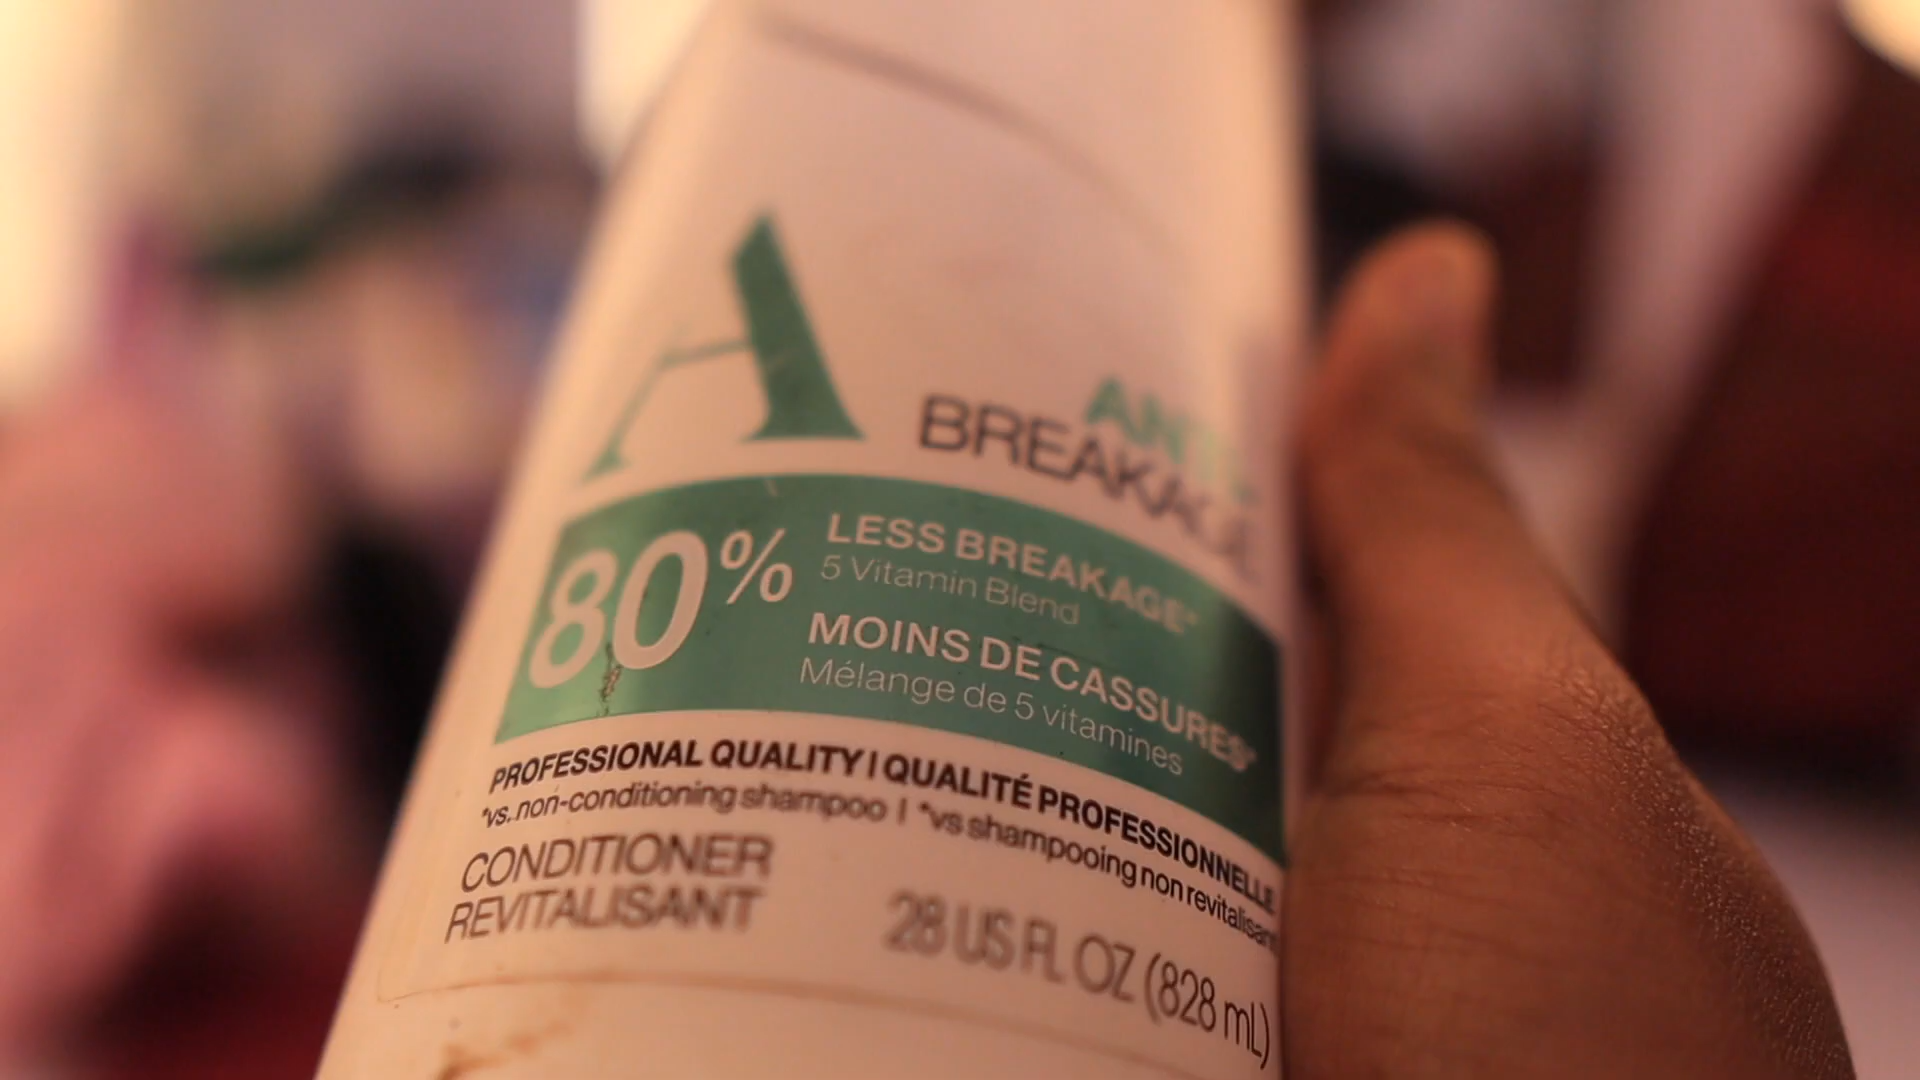 A
ANTI
BREAKAGE
80%
LESS BREAKAGE*
5 Vitamin Blend
MOINS DE CASSURES*
Mélange de 5 vitamines
PROFESSIONAL QUALITY | QUALITÉ PROFESSIONNELLE
*vs. non-conditioning shampoo | *vs shampooing non revitalisant
CONDITIONER
REVITALISANT
28 US FL OZ (828 mL)